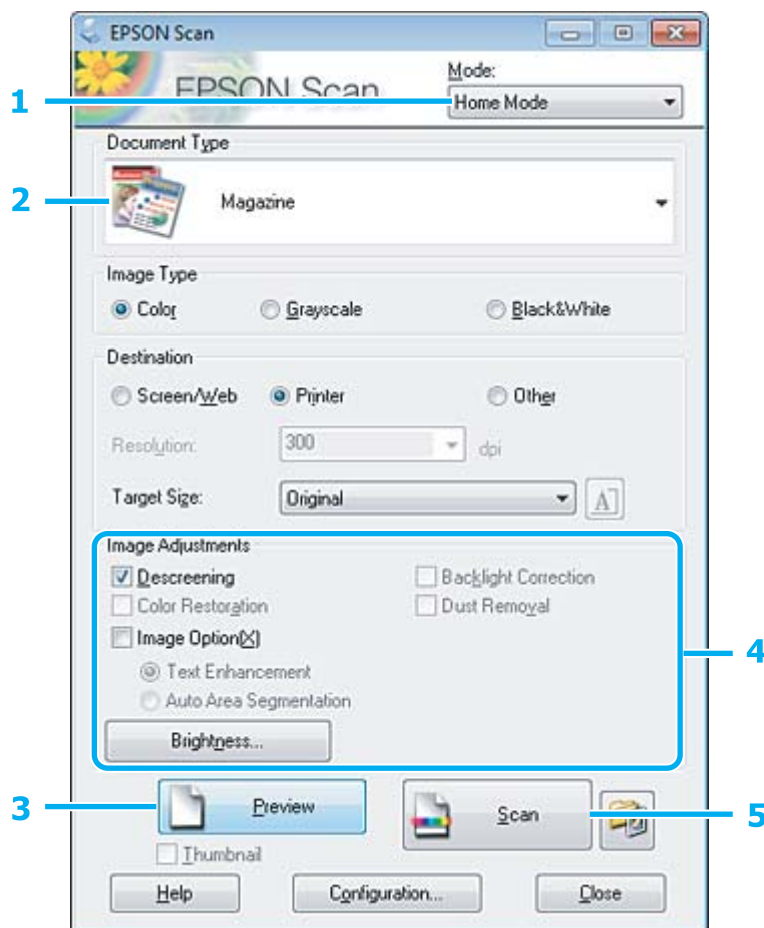 EPSON Scan
EPSON Scan
Mode:
1
Home Mode
Document Type
2
Magazine
Image Type
Color
Grayscale
Black&White
Destination
Screen/Web
Printer
Other
Resolution:
300
dpi
Target Size:
Original
A
Image Adjustments
Descreening
Backlight Correction
Color Restoration
Dust Removal
Image Option(X)
4
Text Enhancement
Auto Area Segmentation
Brightness...
3
Preview
Scan
5
Thumbnail
Help
Configuration...
Close